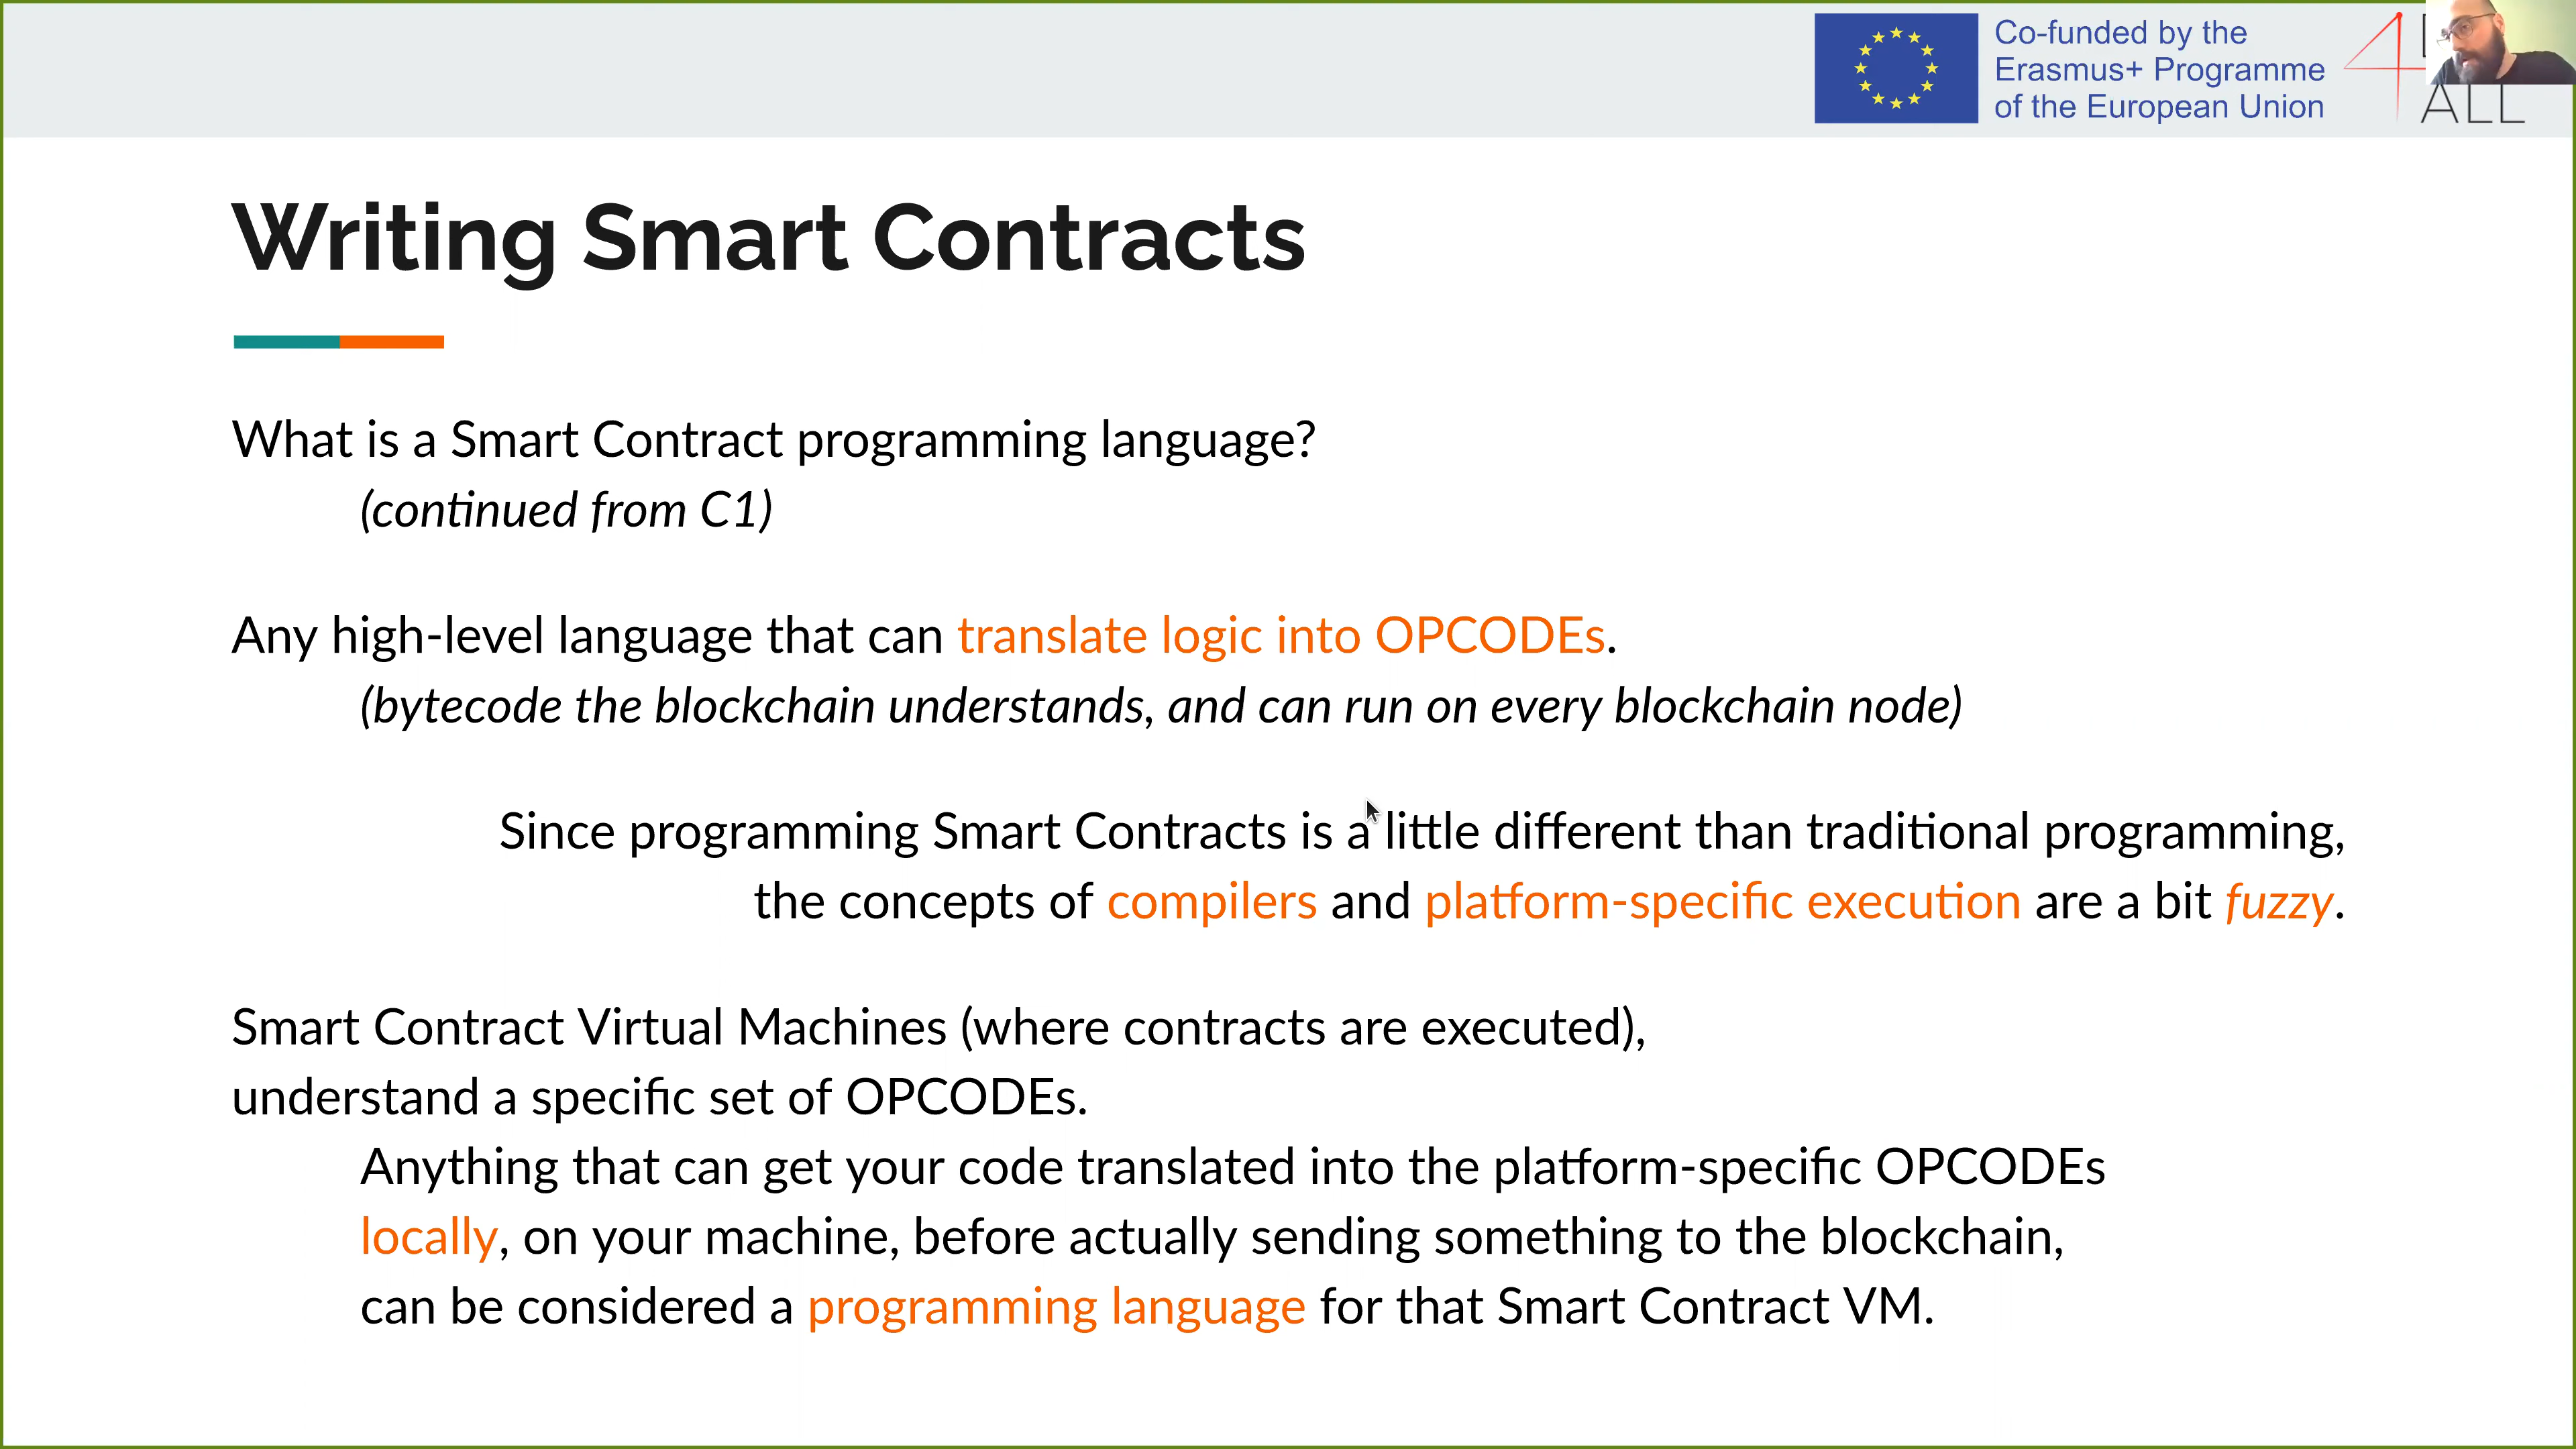 Co-funded by the
Erasmus+ Programme
of the European Union
4
ALL
Writing Smart Contracts
What is a Smart Contract programming language?
(continued from C1)
Any high-level language that can translate logic into OPCODEs.
(bytecode the blockchain understands, and can run on every blockchain node)
Since programming Smart Contracts is a little different than traditional programming,
the concepts of compilers and platform-specific execution are a bit fuzzy.
Smart Contract Virtual Machines (where contracts are executed),
understand a specific set of OPCODEs.
Anything that can get your code translated into the platform-specific OPCODEs
locally, on your machine, before actually sending something to the blockchain,
can be considered a programming language for that Smart Contract VM.